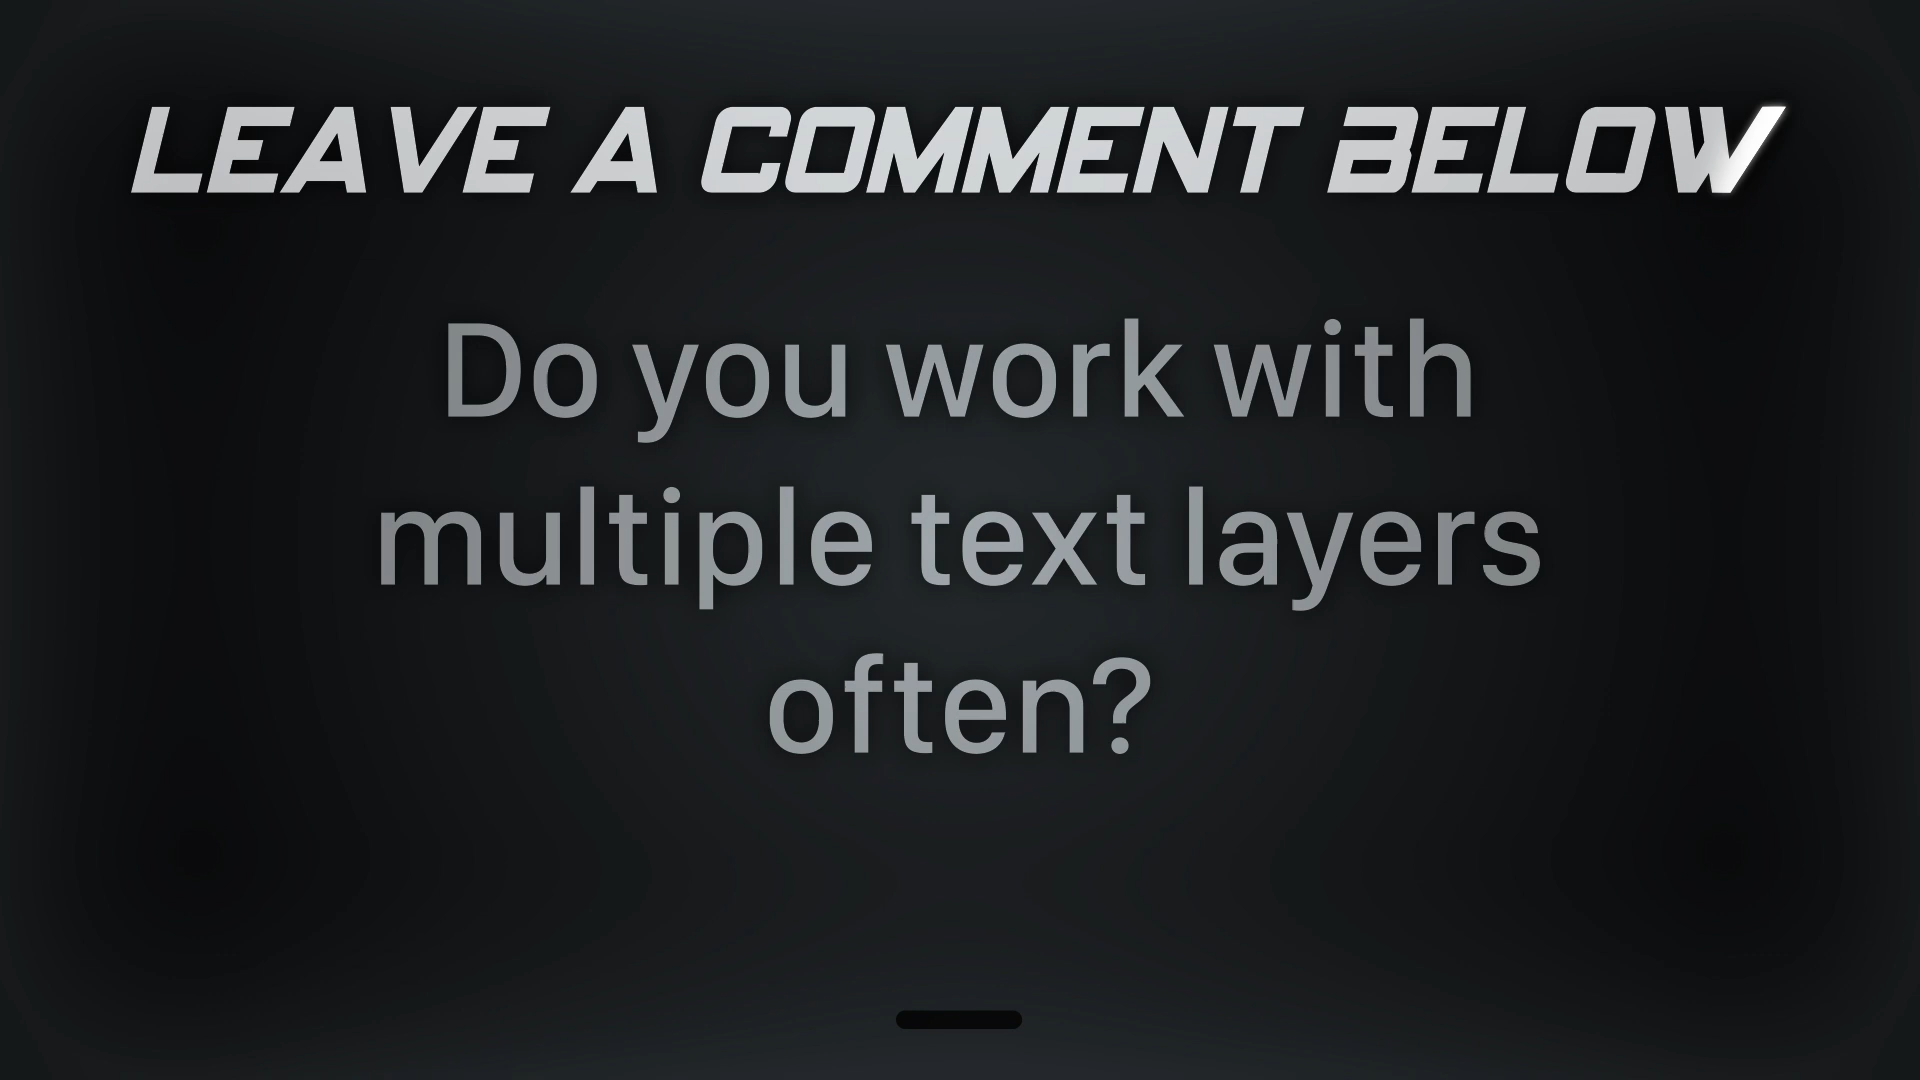 LEAVE A COMMENT BELOW
Do you work with
multiple text layers
often?